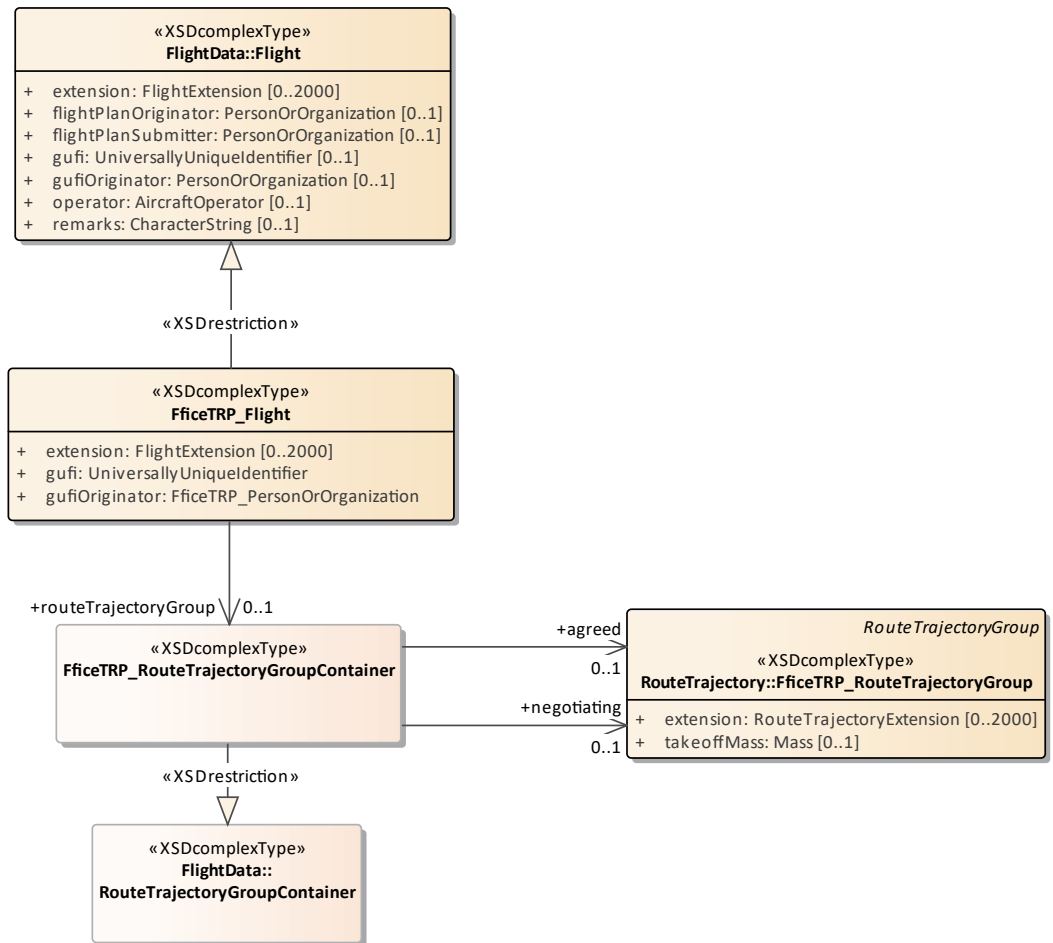 «XSDcomplexType»
FlightData::Flight
+ extension: FlightExtension [0..2000]
+ flightPlanOriginator: PersonOrOrganization [0..1]
+ flightPlanSubmitter: PersonOrOrganization [0..1]
+ gufi: UniversallyUniqueIdentifier [0..1]
+ gufiOriginator: PersonOrOrganization [0..1]
+ operator: AircraftOperator [0..1]
+ remarks: CharacterString [0..1]
«XSDrestriction»
«XSDcomplexType»
FficeTRP_Flight
+ extension: FlightExtension [0..2000]
+ gufi: UniversallyUniqueIdentifier
+ gufiOriginator: FficeTRP_PersonOrOrganization
+routeTrajectoryGroup 0..1
«XSDcomplexType»
FficeTRP_RouteTrajectoryGroupContainer
+agreed
0..1
+negotiating
0..1
RouteTrajectoryGroup
«XSDcomplexType»
RouteTrajectory::FficeTRP_RouteTrajectoryGroup
+ extension: RouteTrajectoryExtension [0..2000]
+ takeoffMass: Mass [0..1]
«XSDrestriction»
«XSDcomplexType»
FlightData::
RouteTrajectoryGroupContainer